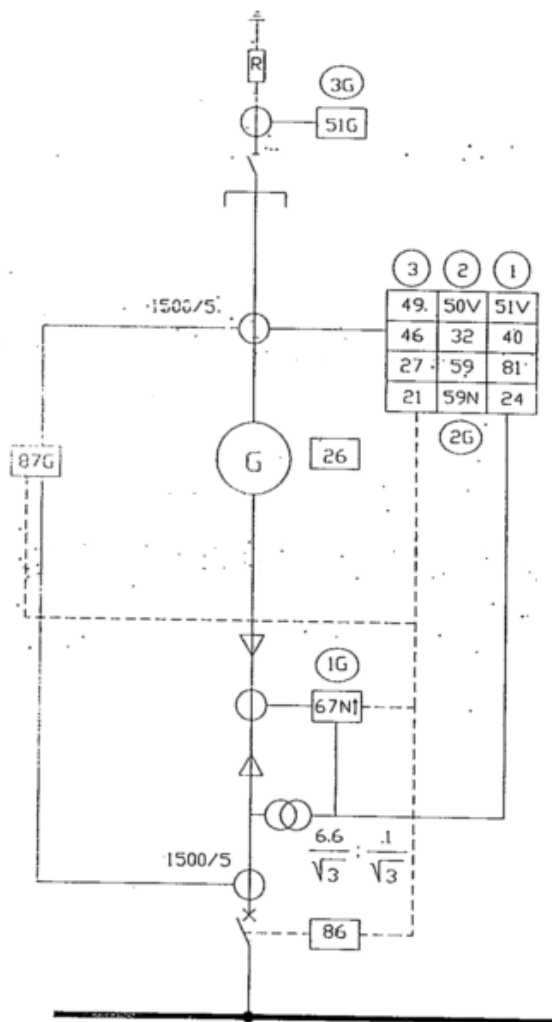 R
3G
51G
1500/5
3 2 1
49. 50V 51V
46 32 40
27 59 81
21 59N 24
2G
87G
G
26
1G
67N↑
6.6/√3 : .1/√3
1500/5
86